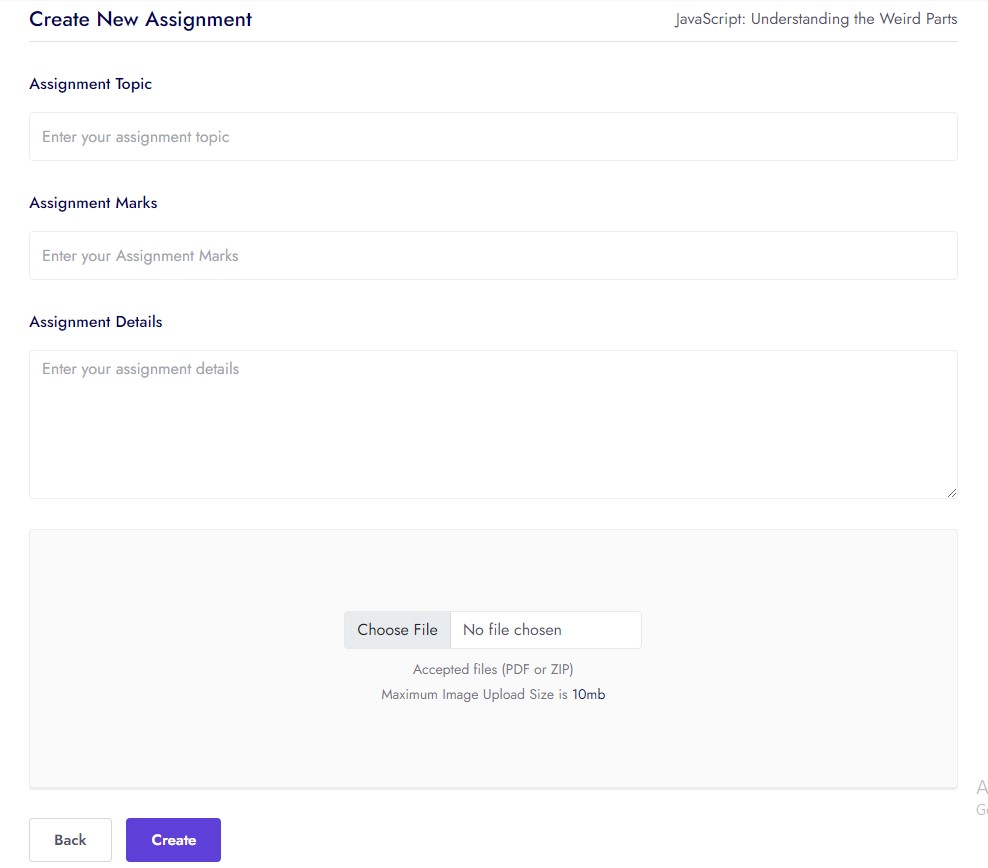 Create New Assignment
JavaScript: Understanding the Weird Parts
Assignment Topic
Enter your assignment topic
Assignment Marks
Enter your Assignment Marks
Assignment Details
Enter your assignment details
Choose File No file chosen
Accepted files (PDF or ZIP)
Maximum Image Upload Size is 10mb
Back Create